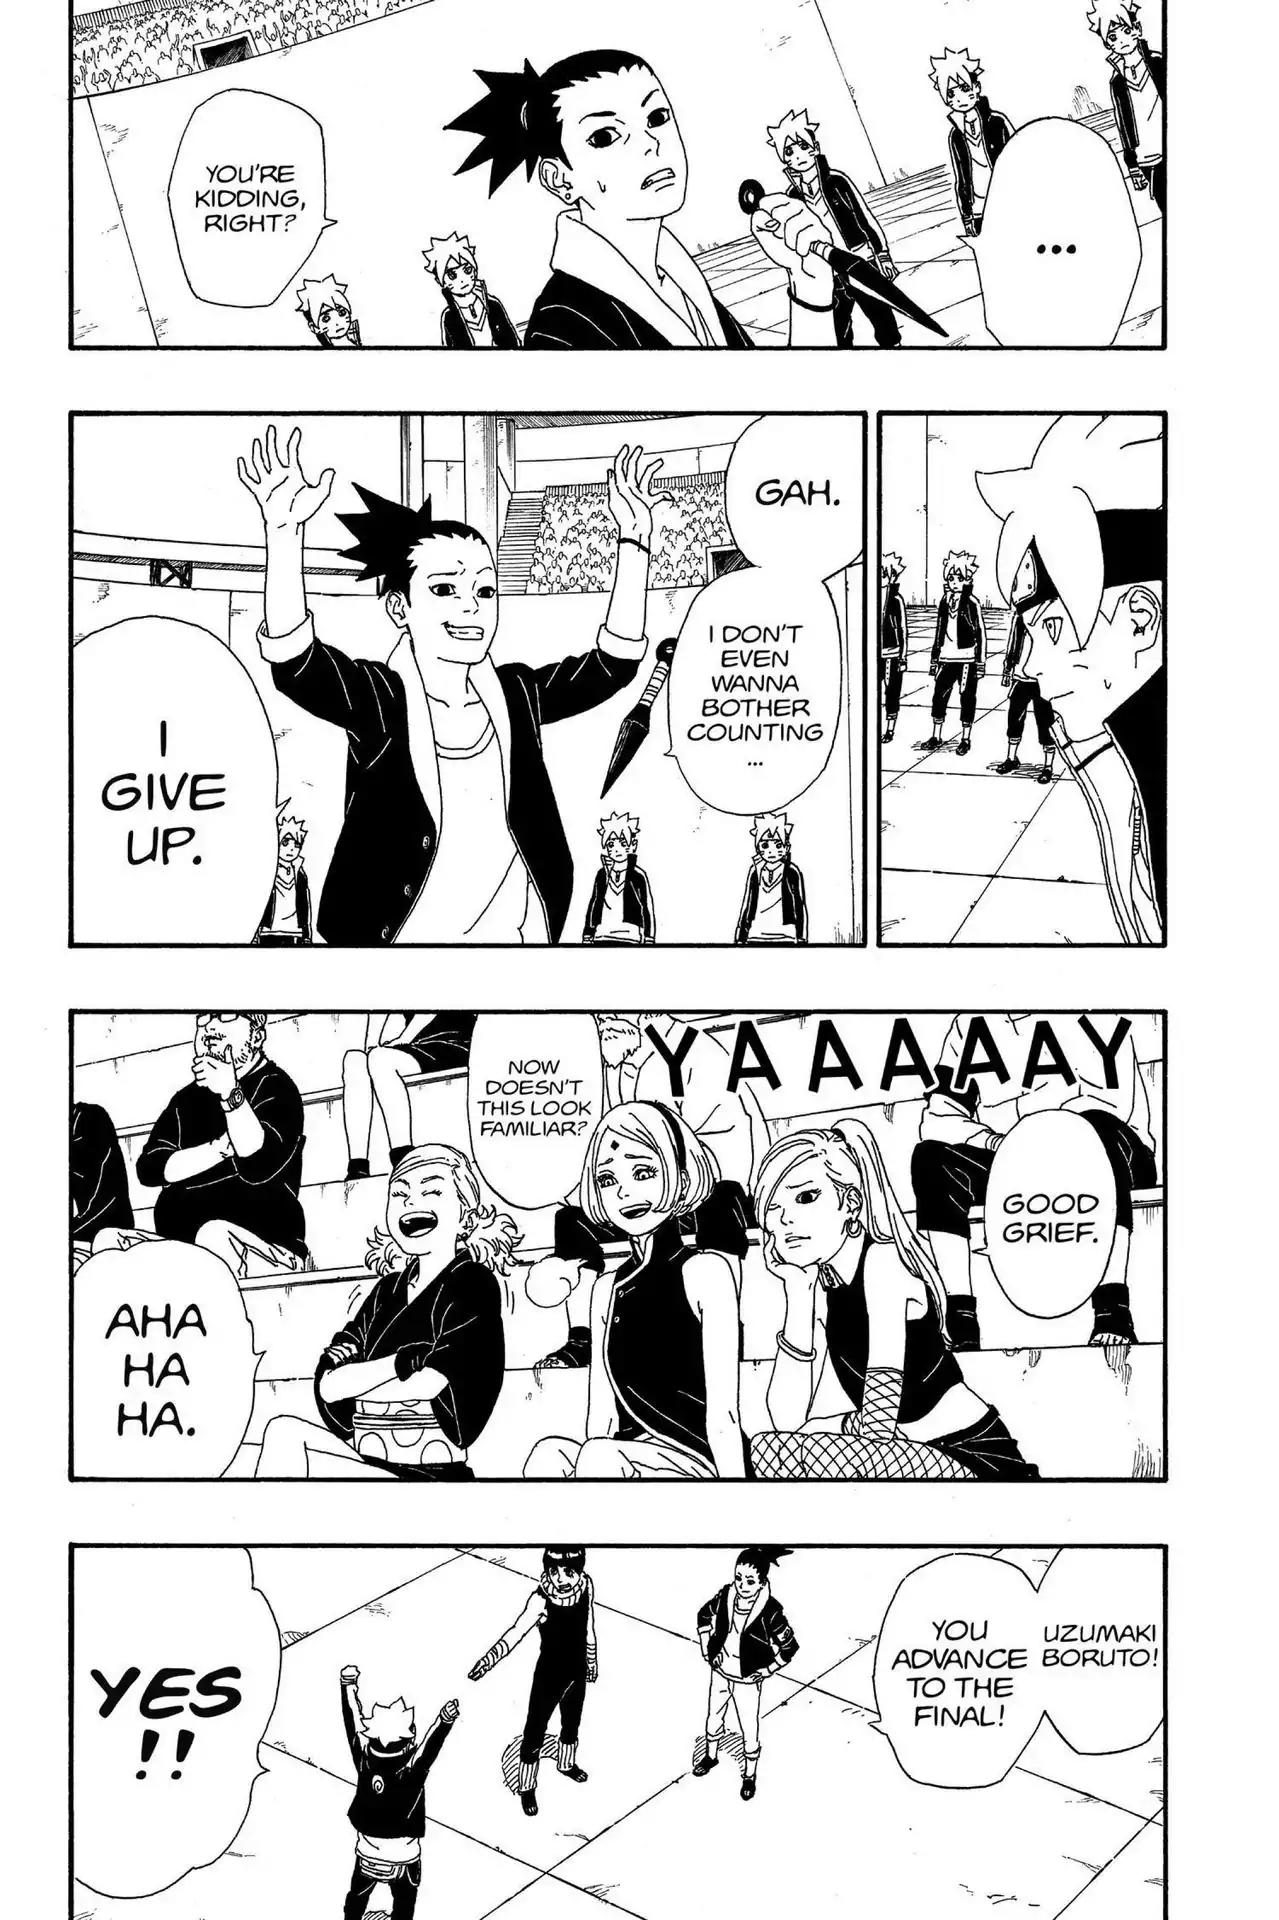 ...
YOU'RE
KIDDING,
RIGHT?
GAH.
I DON'T
EVEN
WANNA
BOTHER
COUNTING
...
I
GIVE
UP.
YAAAAAAY
GOOD
GRIEF.
NOW
DOESN'T
THIS LOOK
FAMILIAR?
AHA
HA
HA.
UZUMAKI
BORUTO!
YOU
ADVANCE
TO THE
FINAL!
YES
!!